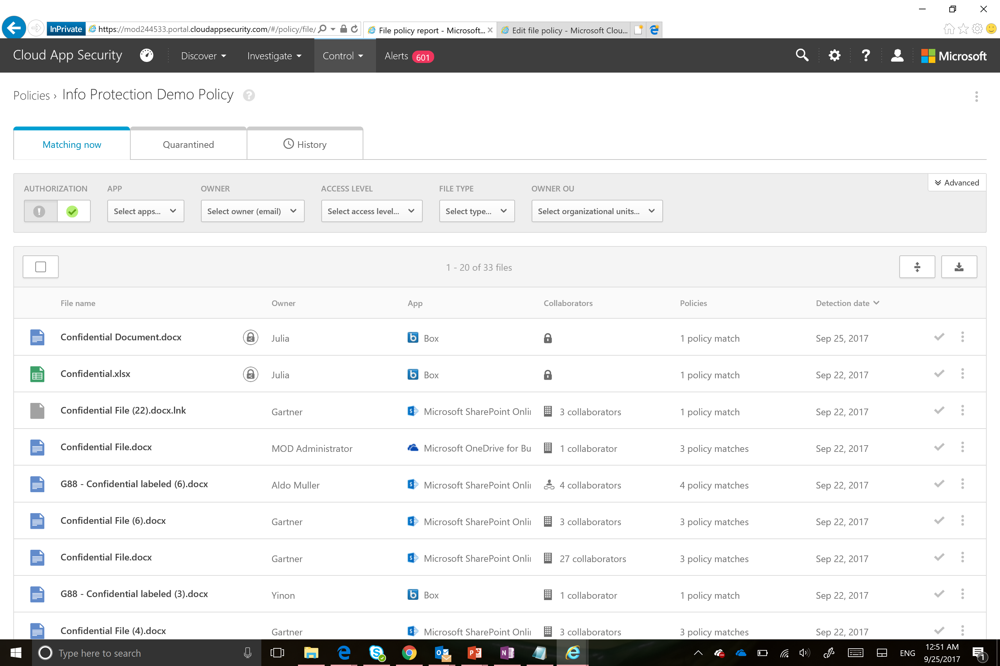 InPrivate https://mod244533.portal.cloudappsecurity.com/#/policy/file/ File policy report - Microsoft... Edit file policy - Microsoft Clou...
Cloud App Security Discover Investigate Control Alerts 601 ? Microsoft
Policies › Info Protection Demo Policy ?
Matching now Quarantined History
Advanced
AUTHORIZATION APP OWNER ACCESS LEVEL FILE TYPE OWNER OU
Select apps... Select owner (email) Select access level... Select type... Select organizational units...
1 - 20 of 33 files
File name Owner App Collaborators Policies Detection date
Confidential Document.docx Julia Box 1 policy match Sep 25, 2017
Confidential.xlsx Julia Box 1 policy match Sep 22, 2017
Confidential File (22).docx.lnk Gartner Microsoft SharePoint Onli 3 collaborators 1 policy match Sep 22, 2017
Confidential File.docx MOD Administrator Microsoft OneDrive for Bu 1 collaborator 3 policy matches Sep 22, 2017
G88 - Confidential labeled (6).docx Aldo Muller Microsoft SharePoint Onli 4 collaborators 4 policy matches Sep 22, 2017
Confidential File (6).docx Gartner Microsoft SharePoint Onli 3 collaborators 3 policy matches Sep 22, 2017
Confidential File.docx Gartner Microsoft SharePoint Onli 27 collaborators 3 policy matches Sep 22, 2017
G88 - Confidential labeled (3).docx Yinon Box 1 collaborator 1 policy match Sep 22, 2017
Confidential File (4).docx Gartner Microsoft SharePoint Onli 3 collaborators 3 policy matches Sep 22, 2017
Type here to search ENG 12:51 AM
9/25/2017 1